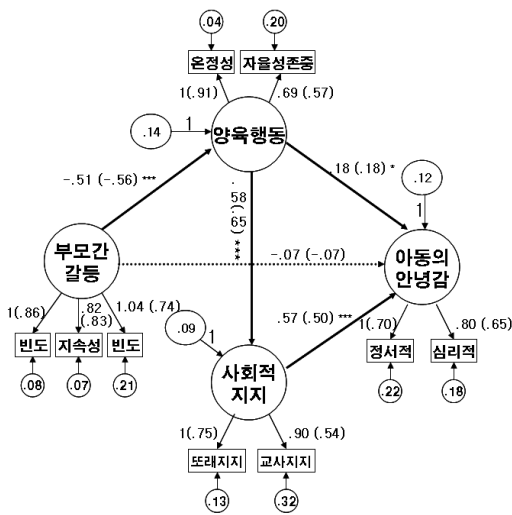 .04 .20
온정성 자율성존중
1(.91) .69 (.57)
.14 1 양육행동
-.51 (-.56) ***
.18 (.18) *
.58 (.65) ***
.12
1
부모간
갈등
-.07 (-.07)
아동의
안녕감
1(.86) .82 (.83) 1.04 (.74)
.09 1
.57 (.50) ***
1(.70) .80 (.65)
빈도 지속성 빈도
정서적 심리적
.08 .07 .21
사회적
지지
.22 .18
1(.75) .90 (.54)
또래지지 교사지지
.13 .32